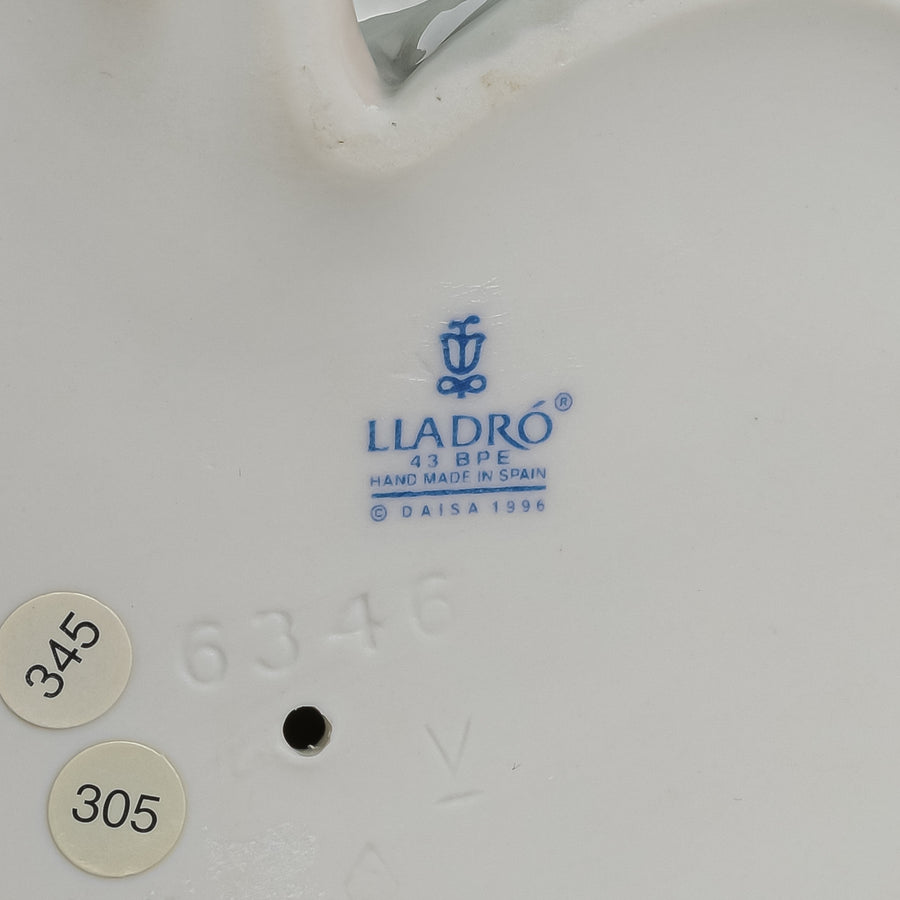 LLADRÓ®
43 BPE
HAND MADE IN SPAIN
© DAISA 1996
6346
345
V
305